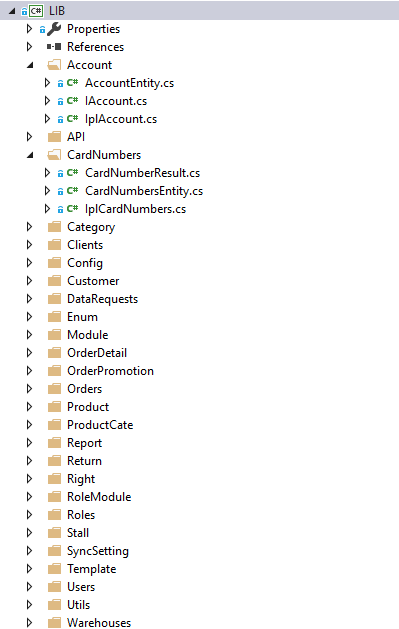 C# LIB
Properties
References
Account
C# AccountEntity.cs
C# IAccount.cs
C# IplAccount.cs
API
CardNumbers
C# CardNumberResult.cs
C# CardNumbersEntity.cs
C# IplCardNumbers.cs
Category
Clients
Config
Customer
DataRequests
Enum
Module
OrderDetail
OrderPromotion
Orders
Product
ProductCate
Report
Return
Right
RoleModule
Roles
Stall
SyncSetting
Template
Users
Utils
Warehouses